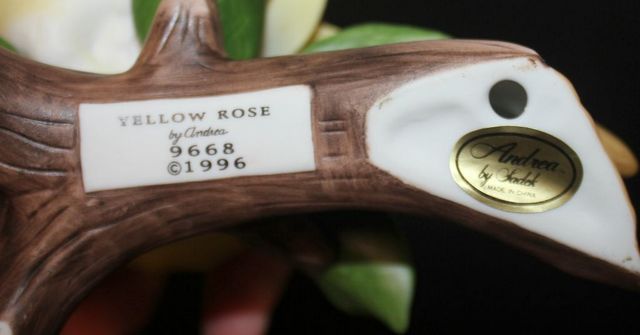 YELLOW ROSE
by Andrea
9668
©1996
Andrea
by Sadek
MADE IN CHINA